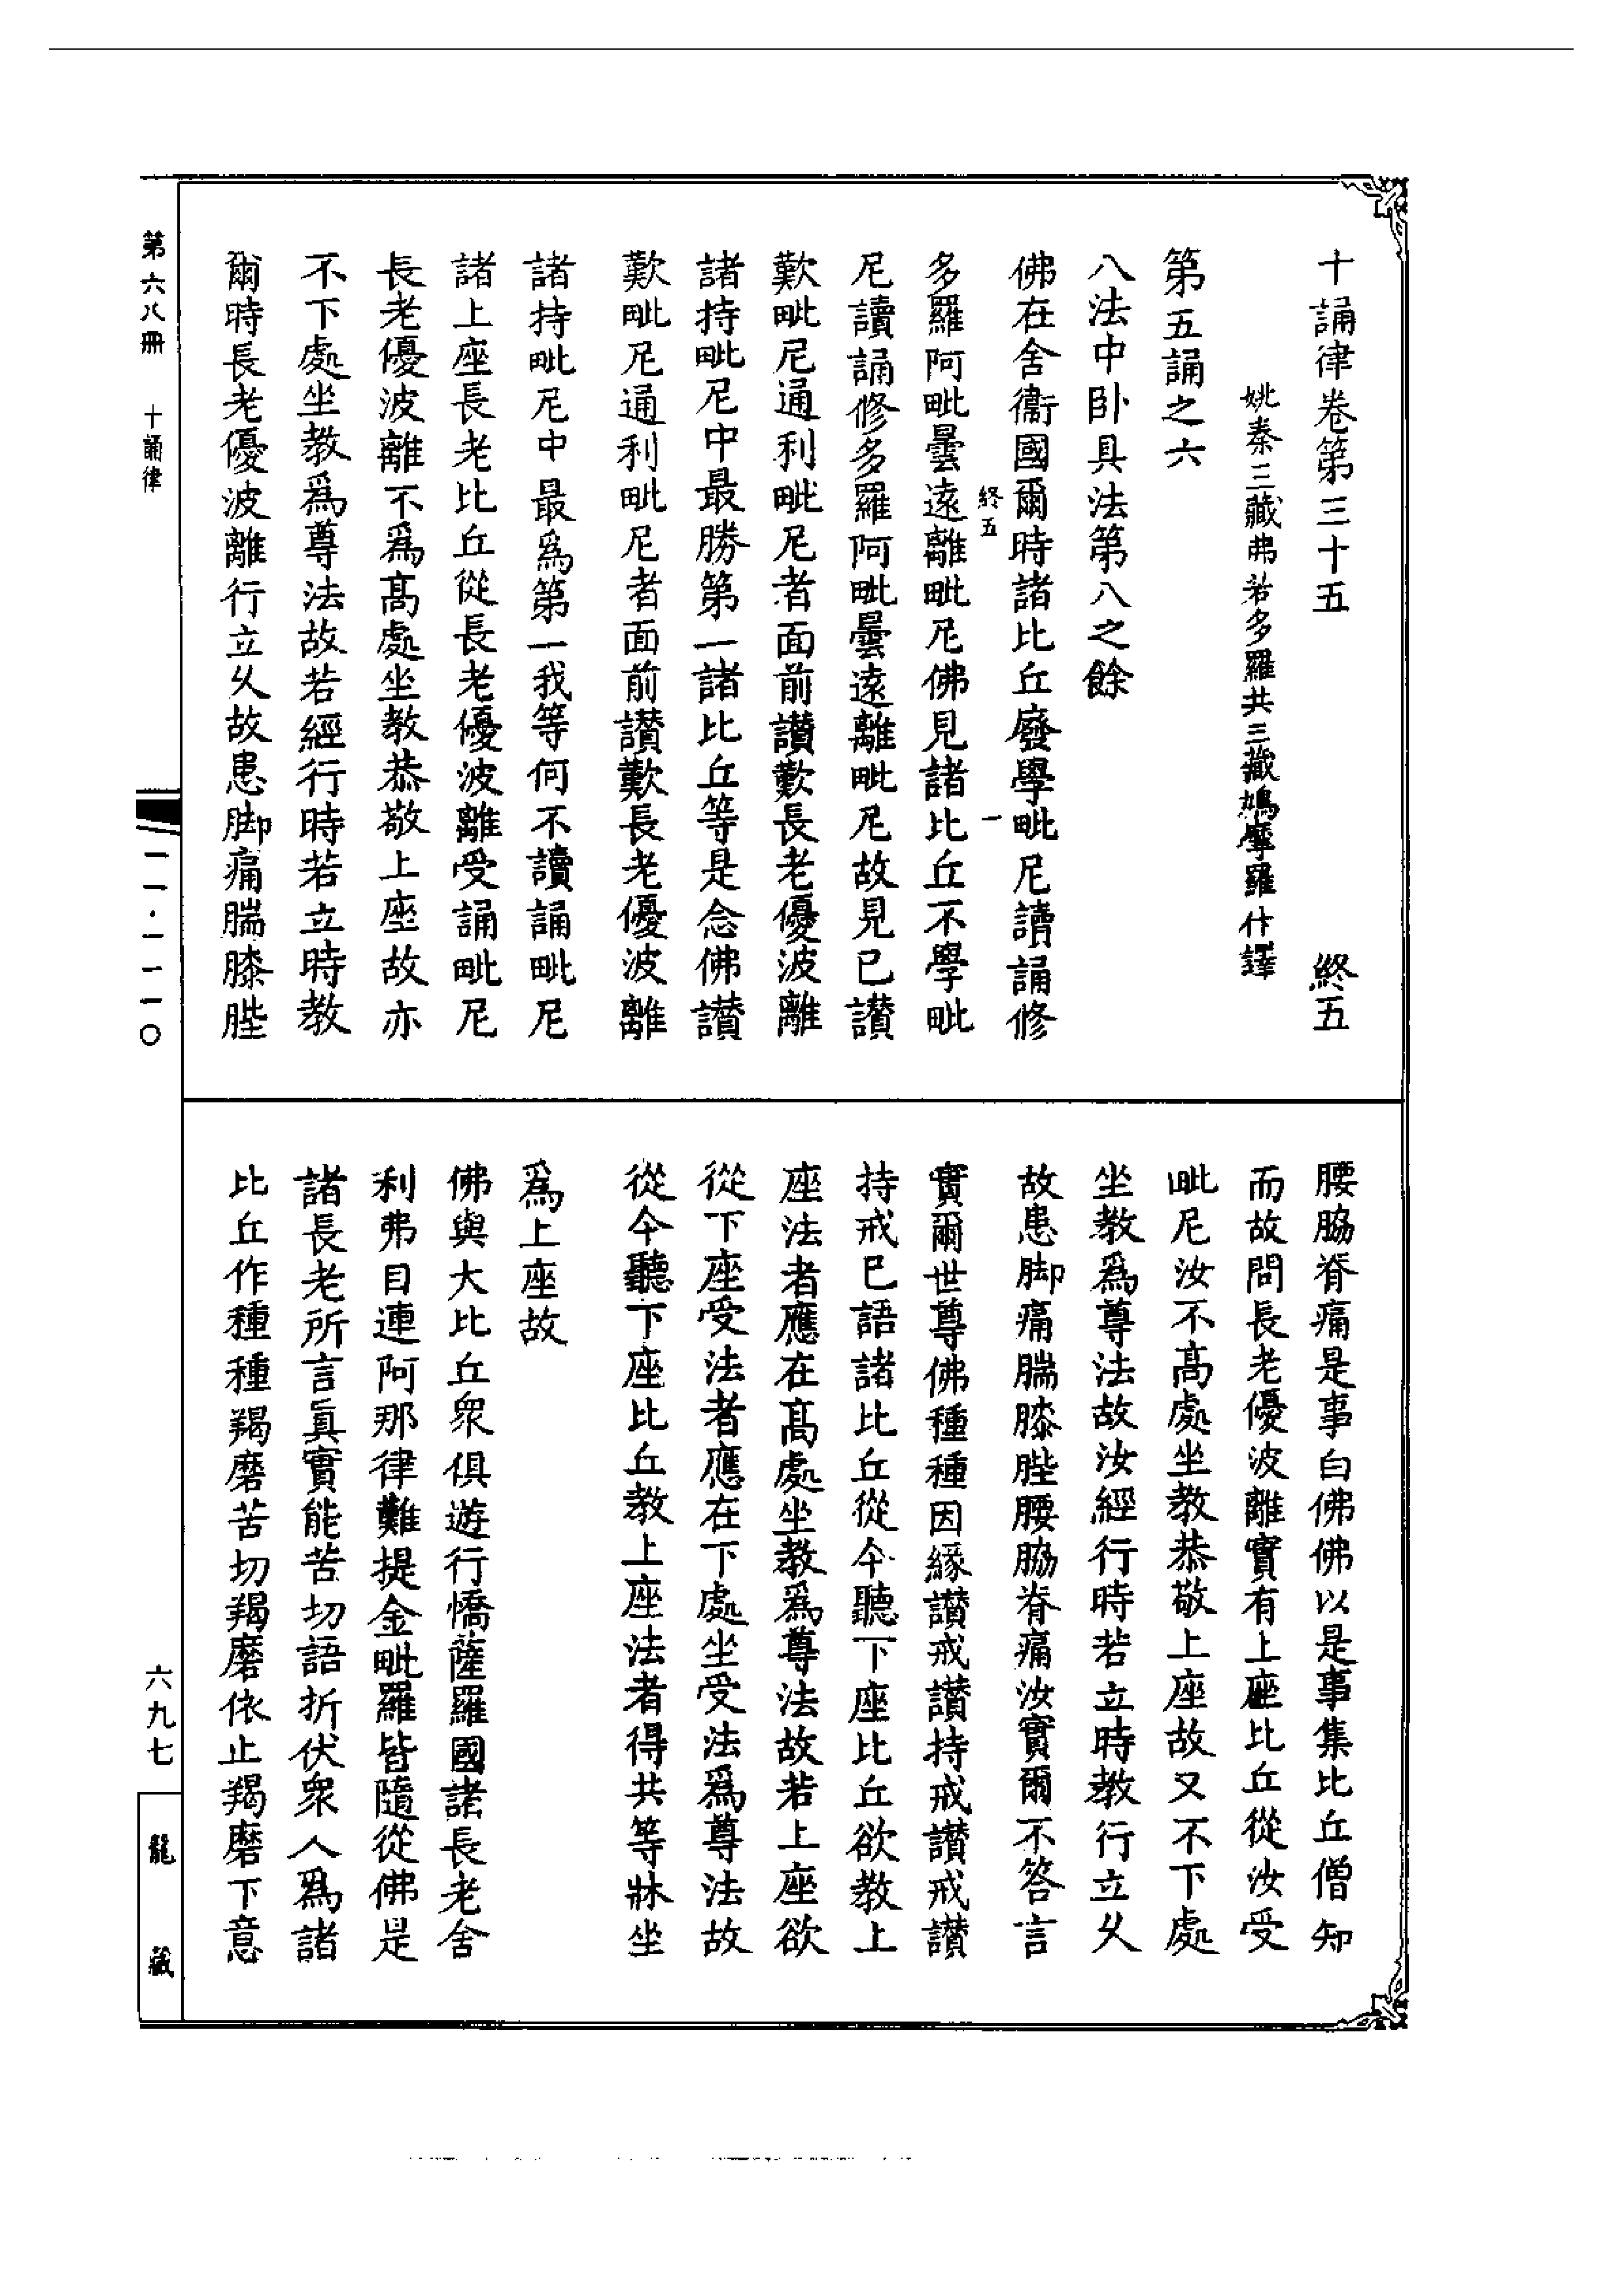 十誦律卷第三十五　終五
姚秦三藏弗若多羅共三藏鳩摩羅什譯
第五誦之六
八法中卧具法第八之餘
佛在舍衞國爾時諸比丘廢學毗尼讀誦修
終五　一
多羅阿毗曇遠離毗尼佛見諸比丘不學毗
尼讀誦修多羅阿毗曇遠離毗尼故見已讃
歎毗尼通利毗尼者面前讃歎長老優波離
諸持毗尼中最勝第一諸比丘等是念佛讃
歎毗尼通利毗尼者面前讃歎長老優波離
諸持毗尼中最爲第一我等何不讀誦毗尼
諸上座長老比丘從長老優波離受誦毗尼
長老優波離不爲髙處坐教恭敬上座故亦
不下處坐教爲尊法故若經行時若立時教
爾時長老優波離行立乆故患脚痛腨膝䏶
腰脇脊痛是事白佛佛以是事集比丘僧知
而故問長老優波離實有上座比丘從汝受
毗尼汝不髙處坐教恭敬上座故又不下處
坐教爲尊法故汝經行時若立時教行立乆
故患脚痛腨膝䏶腰脇脊痛汝實爾不答言
實爾世尊佛種種因緣讃戒讃持戒讃戒讃
持戒已語諸比丘從今聽下座比丘欲教上
座法者應在髙處坐教爲尊法故若上座欲
從下座受法者應在下處坐受法爲尊法故
從今聽下座比丘教上座法者得共等牀坐
爲上座故
佛與大比丘衆俱遊行憍薩羅國諸長老舍
利弗目連阿那律難提金毗羅皆隨從佛是
諸長老所言眞實能苦切語折伏衆人爲諸
比丘作種種羯磨苦切羯磨依止羯磨下意
第六八冊　十誦律　一一·一一一〇　六九七　龍藏